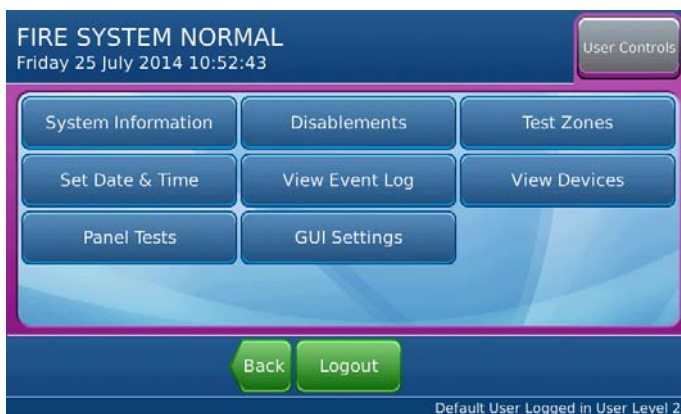 FIRE SYSTEM NORMAL
Friday 25 July 2014 10:52:43
User Controls
System Information
Disablements
Test Zones
Set Date & Time
View Event Log
View Devices
Panel Tests
GUI Settings
Back
Logout
Default User Logged in User Level 2